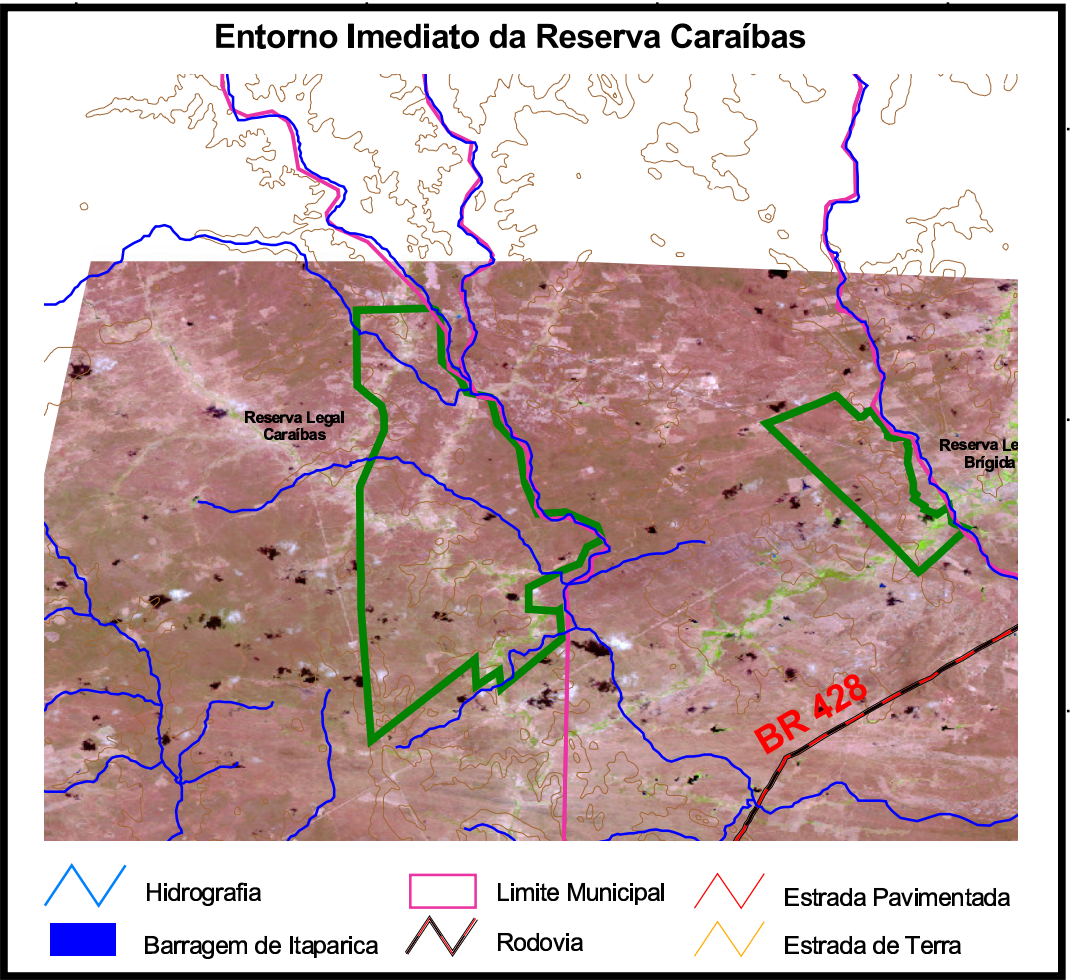 Entorno Imediato da Reserva Caraíbas
Reserva Legal
Caraíbas
Reserva Le
Brígida
BR 428
Hidrografia
Limite Municipal
Estrada Pavimentada
Barragem de Itaparica
Rodovia
Estrada de Terra